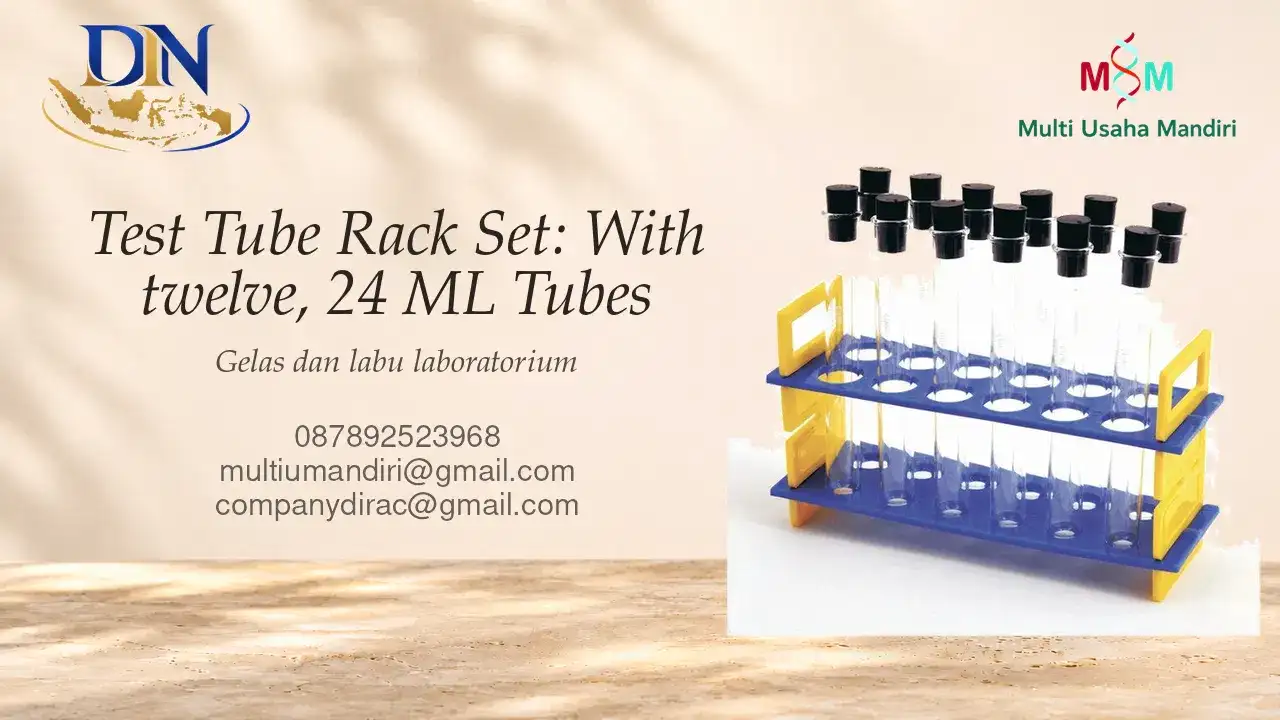 DIN
M M
Multi Usaha Mandiri
Test Tube Rack Set: With
twelve, 24 ML Tubes
Gelas dan labu laboratorium
087892523968
multiumandiri@gmail.com
companydirac@gmail.com